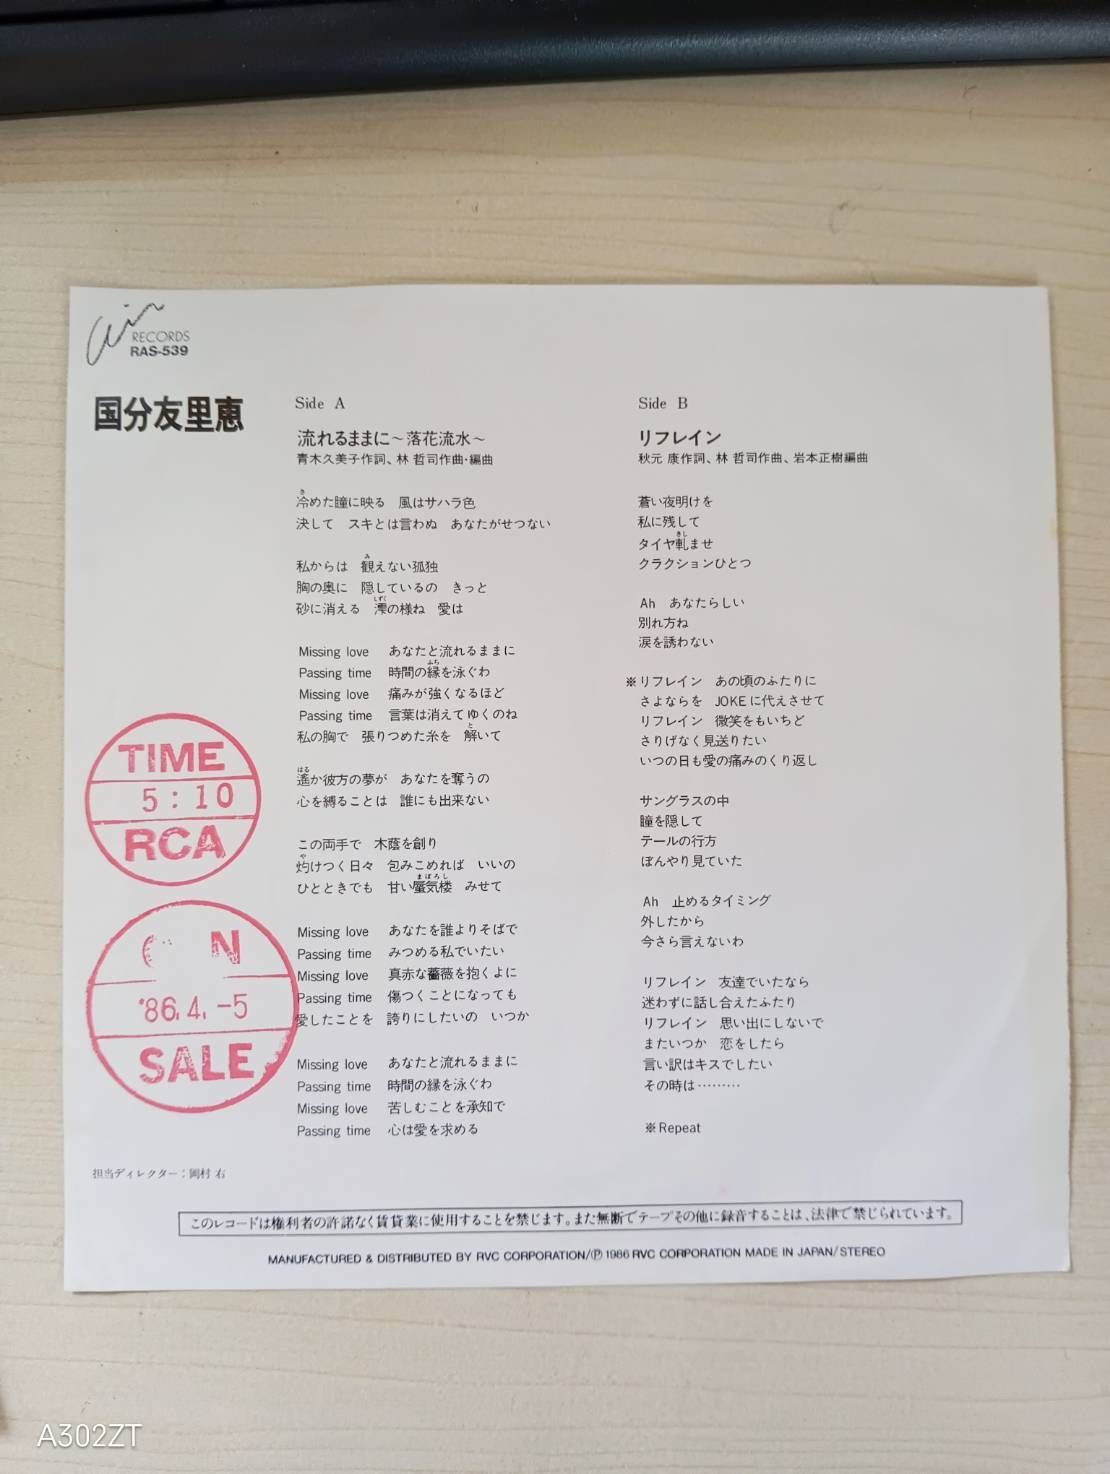 air RECORDS
RAS-539
国分友里恵
Side A
流れるままに～落花流水～
青木久美子作詞、林 哲司作曲・編曲
冷めた瞳に映る 風はサハラ色
決して スキとは言わぬ あなたがせつない
私からは 観えない孤独
胸の奥に 隠しているの きっと
砂に消える 澪の様ね 愛は
Missing love あなたと流れるままに
Passing time 時間の縁を泳ぐわ
Missing love 痛みが強くなるほど
Passing time 言葉は消えてゆくのね
私の胸で 張りつめた糸を 解いて
遥か彼方の夢が あなたを奪うの
心を縛ることは 誰にも出来ない
この両手で 木蔭を創り
灼けつく日々 包みこめれば いいの
ひとときでも 甘い蜃気楼 みせて
Missing love あなたを誰よりそばで
Passing time みつめる私でいたい
Missing love 真赤な薔薇を抱くよに
Passing time 傷つくことになっても
愛したことを 誇りにしたいの いつか
Missing love あなたと流れるままに
Passing time 時間の縁を泳ぐわ
Missing love 苦しむことを承知で
Passing time 心は愛を求める
Side B
リフレイン
秋元 康作詞、林 哲司作曲、岩本正樹編曲
蒼い夜明けを
私に残して
タイヤ軋ませ
クラクションひとつ
Ah あなたらしい
別れ方ね
涙を誘わない
※リフレイン あの頃のふたりに
さよならを JOKEに代えさせて
リフレイン 微笑をもいちど
さりげなく見送りたい
いつの日も愛の痛みのくり返し
サングラスの中
瞳を隠して
テールの行方
ぼんやり見ていた
Ah 止めるタイミング
外したから
今さら言えないわ
リフレイン 友達でいたなら
迷わずに話し合えたふたり
リフレイン 思い出にしないで
またいつか 恋をしたら
言い訳はキスでしたい
その時は………
※Repeat
TIME
5:10
RCA
N
'86.4.-5
SALE
担当ディレクター：岡村 右
このレコードは権利者の許諾なく賃貸業に使用することを禁じます。また無断でテープその他に録音することは、法律で禁じられています。
MANUFACTURED & DISTRIBUTED BY RVC CORPORATION/Ⓟ1986 RVC CORPORATION MADE IN JAPAN/STEREO
A302ZT